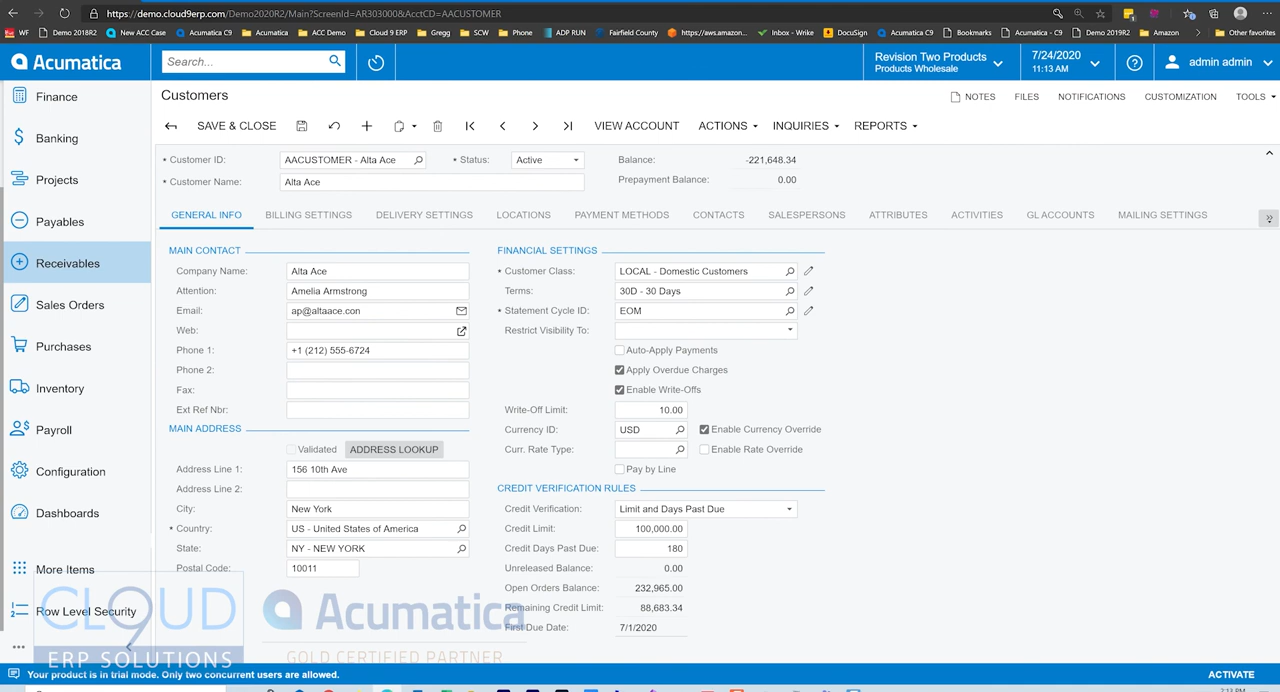 https://demo.cloud9erp.com/Demo2020R2/Main?ScreenId=AR303000&AcctCD=AACUSTOMER
WF Demo 2018R2 New ACC Case Acumatica C9 Acumatica ACC Demo Cloud 9 ERP Gregg SCW Phone ADP RUN Fairfield County https://aws.amazon... Inbox - Wrike DocuSign Acumatica C9 Bookmarks Acumatica - C9 Demo 2019R2 Amazon Other favorites
Acumatica Search... Revision Two Products 7/24/2020 admin admin
Products Wholesale 11:13 AM
Finance
Banking
Projects
Payables
Receivables
Sales Orders
Purchases
Inventory
Payroll
Configuration
Dashboards
More Items
Row Level Security
Customers NOTES FILES NOTIFICATIONS CUSTOMIZATION TOOLS
SAVE & CLOSE VIEW ACCOUNT ACTIONS INQUIRIES REPORTS
* Customer ID: AACUSTOMER - Alta Ace * Status: Active Balance: -221,648.34
* Customer Name: Alta Ace Prepayment Balance: 0.00
GENERAL INFO BILLING SETTINGS DELIVERY SETTINGS LOCATIONS PAYMENT METHODS CONTACTS SALESPERSONS ATTRIBUTES ACTIVITIES GL ACCOUNTS MAILING SETTINGS
MAIN CONTACT
Company Name: Alta Ace
Attention: Amelia Armstrong
Email: ap@altaace.con
Web:
Phone 1: +1 (212) 555-6724
Phone 2:
Fax:
Ext Ref Nbr:
MAIN ADDRESS
Validated ADDRESS LOOKUP
Address Line 1: 156 10th Ave
Address Line 2:
City: New York
* Country: US - United States of America
State: NY - NEW YORK
Postal Code: 10011
FINANCIAL SETTINGS
* Customer Class: LOCAL - Domestic Customers
Terms: 30D - 30 Days
* Statement Cycle ID: EOM
Restrict Visibility To:
Auto-Apply Payments
Apply Overdue Charges
Enable Write-Offs
Write-Off Limit: 10.00
Currency ID: USD Enable Currency Override
Curr. Rate Type: Enable Rate Override
Pay by Line
CREDIT VERIFICATION RULES
Credit Verification: Limit and Days Past Due
Credit Limit: 100,000.00
Credit Days Past Due: 180
Unreleased Balance: 0.00
Open Orders Balance: 232,965.00
Remaining Credit Limit: 88,683.34
First Due Date: 7/1/2020
CLOUD 9
ERP SOLUTIONS
Acumatica
GOLD CERTIFIED PARTNER
Your product is in trial mode. Only two concurrent users are allowed. ACTIVATE
2:13 PM